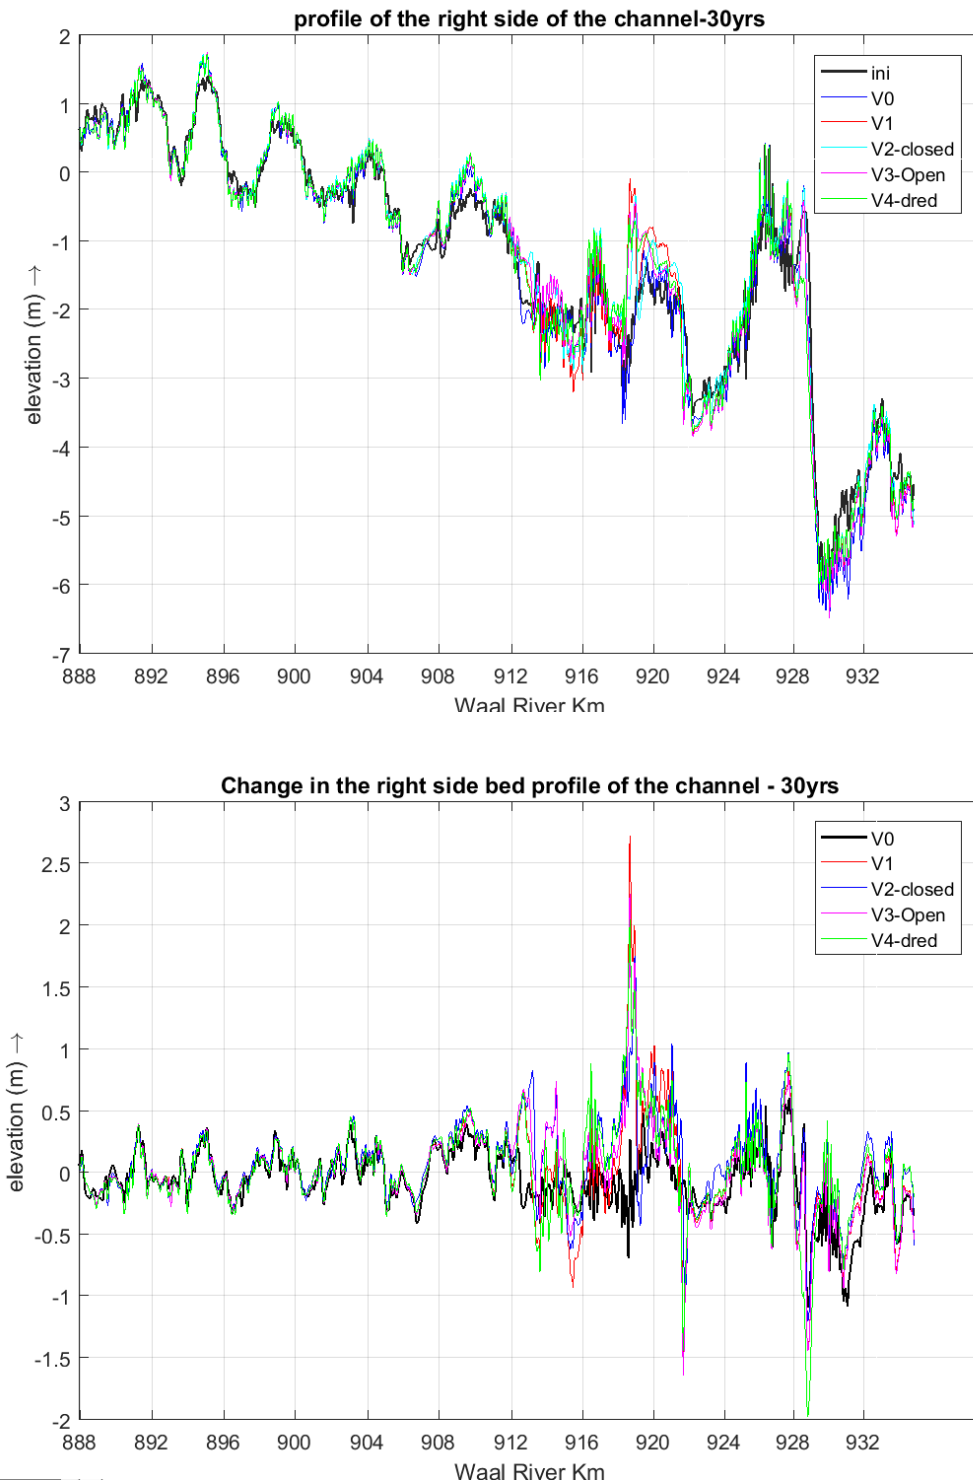 profile of the right side of the channel-30yrs
2
1
0
-1
-2
-3
-4
-5
-6
-7
elevation (m) →
ini
V0
V1
V2-closed
V3-Open
V4-dred
888 892 896 900 904 908 912 916 920 924 928 932
Waal River Km
Change in the right side bed profile of the channel - 30yrs
3
2.5
2
1.5
1
0.5
0
-0.5
-1
-1.5
-2
elevation (m) →
V0
V1
V2-closed
V3-Open
V4-dred
888 892 896 900 904 908 912 916 920 924 928 932
Waal River Km